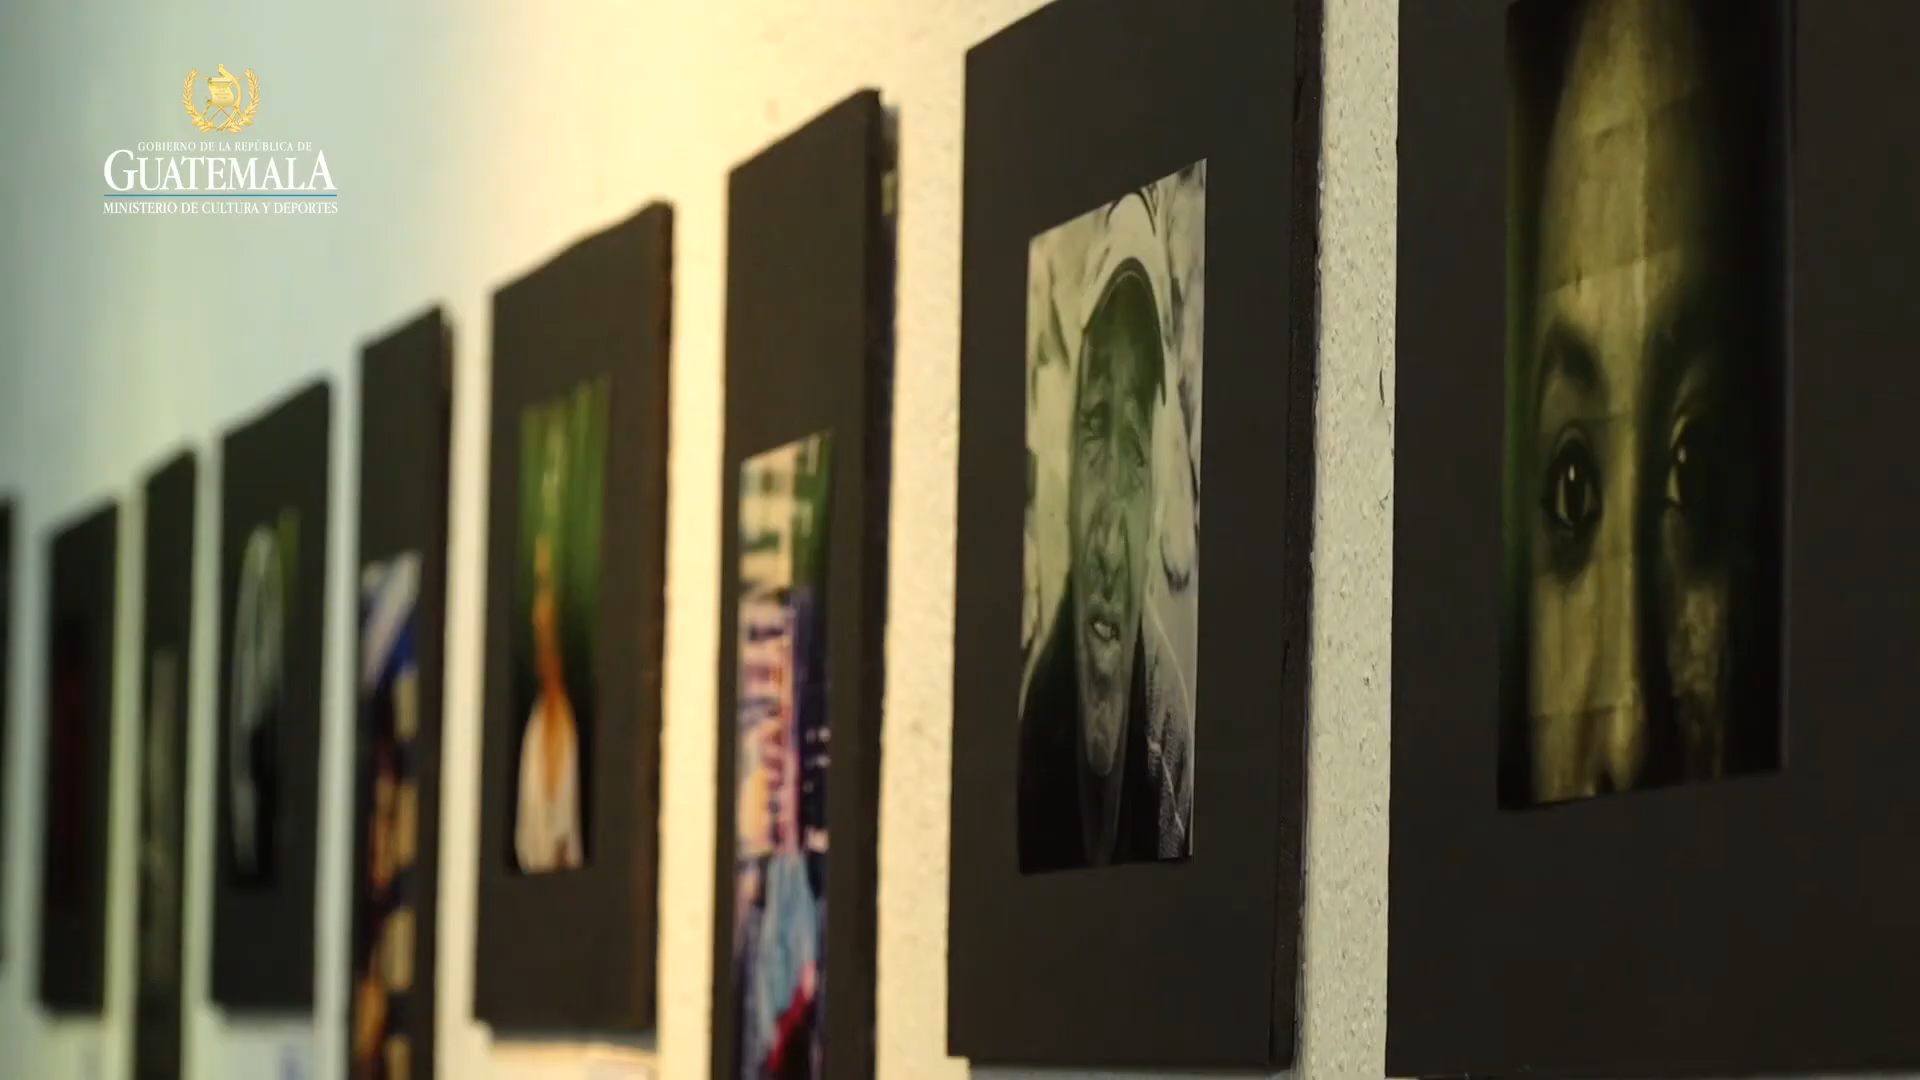 GOBIERNO DE LA REPÚBLICA DE
GUATEMALA
MINISTERIO DE CULTURA Y DEPORTES